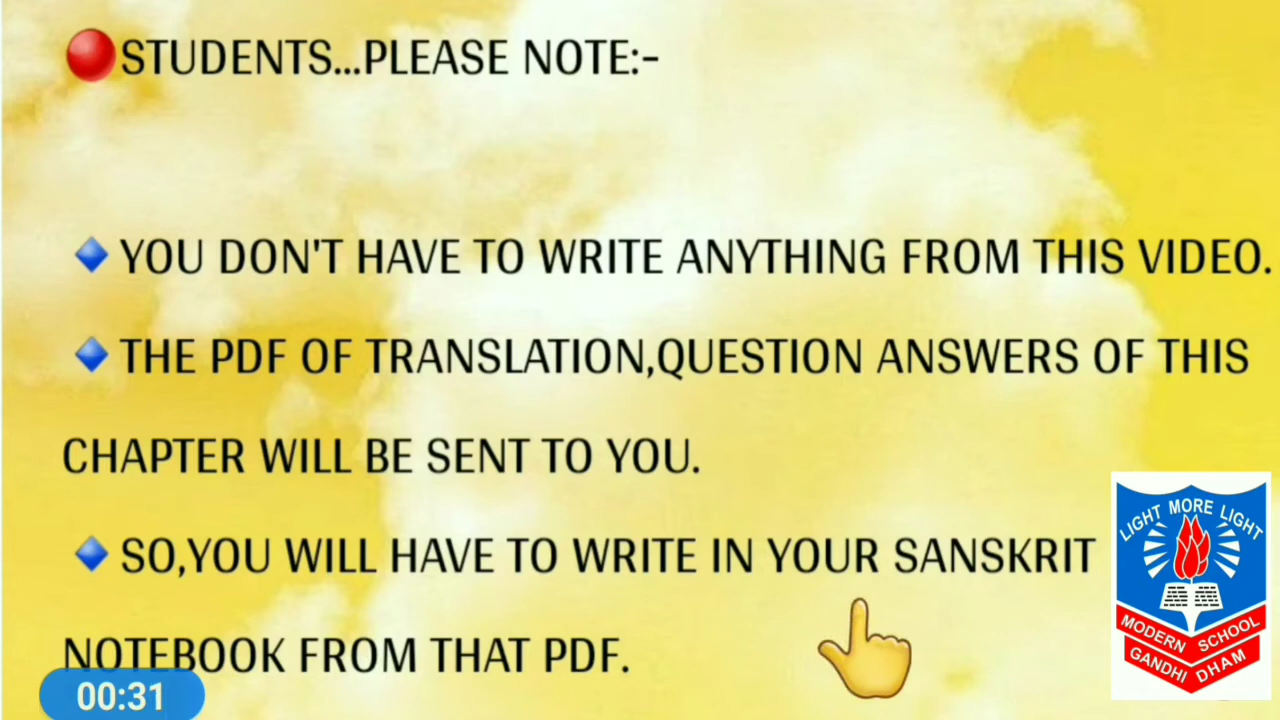 STUDENTS...PLEASE NOTE:-
YOU DON'T HAVE TO WRITE ANYTHING FROM THIS VIDEO.
THE PDF OF TRANSLATION,QUESTION ANSWERS OF THIS
CHAPTER WILL BE SENT TO YOU.
SO,YOU WILL HAVE TO WRITE IN YOUR SANSKRIT
NOTEBOOK FROM THAT PDF.
00:31
LIGHT MORE LIGHT
MODERN SCHOOL
GANDHI DHAM